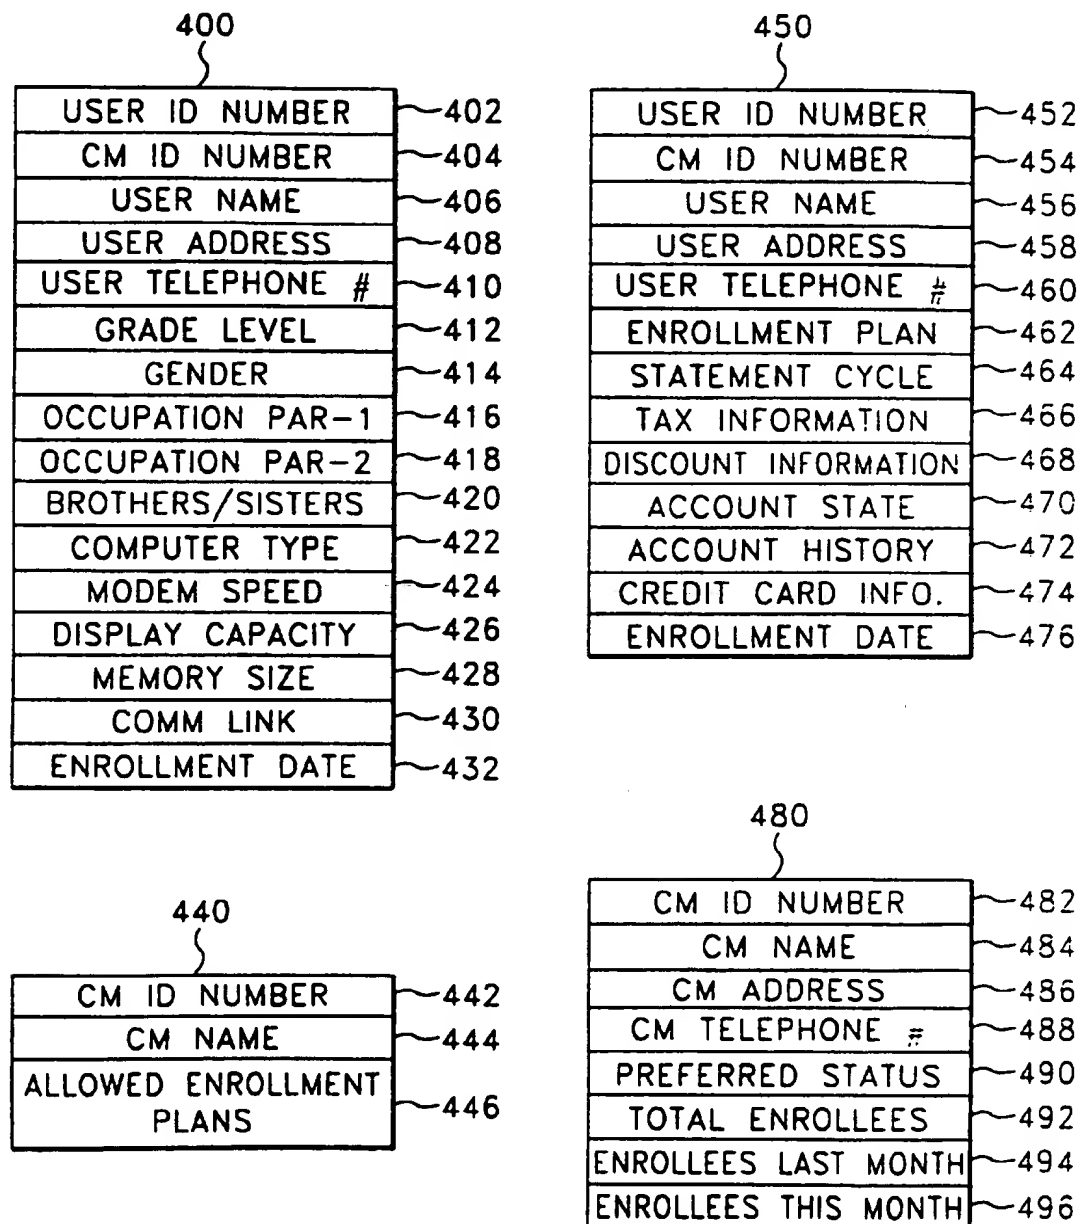 400
USER ID NUMBER 402
CM ID NUMBER 404
USER NAME 406
USER ADDRESS 408
USER TELEPHONE # 410
GRADE LEVEL 412
GENDER 414
OCCUPATION PAR-1 416
OCCUPATION PAR-2 418
BROTHERS/SISTERS 420
COMPUTER TYPE 422
MODEM SPEED 424
DISPLAY CAPACITY 426
MEMORY SIZE 428
COMM LINK 430
ENROLLMENT DATE 432
440
CM ID NUMBER 442
CM NAME 444
ALLOWED ENROLLMENT
PLANS 446
450
USER ID NUMBER 452
CM ID NUMBER 454
USER NAME 456
USER ADDRESS 458
USER TELEPHONE # 460
ENROLLMENT PLAN 462
STATEMENT CYCLE 464
TAX INFORMATION 466
DISCOUNT INFORMATION 468
ACCOUNT STATE 470
ACCOUNT HISTORY 472
CREDIT CARD INFO. 474
ENROLLMENT DATE 476
480
CM ID NUMBER 482
CM NAME 484
CM ADDRESS 486
CM TELEPHONE # 488
PREFERRED STATUS 490
TOTAL ENROLLEES 492
ENROLLEES LAST MONTH 494
ENROLLEES THIS MONTH 496